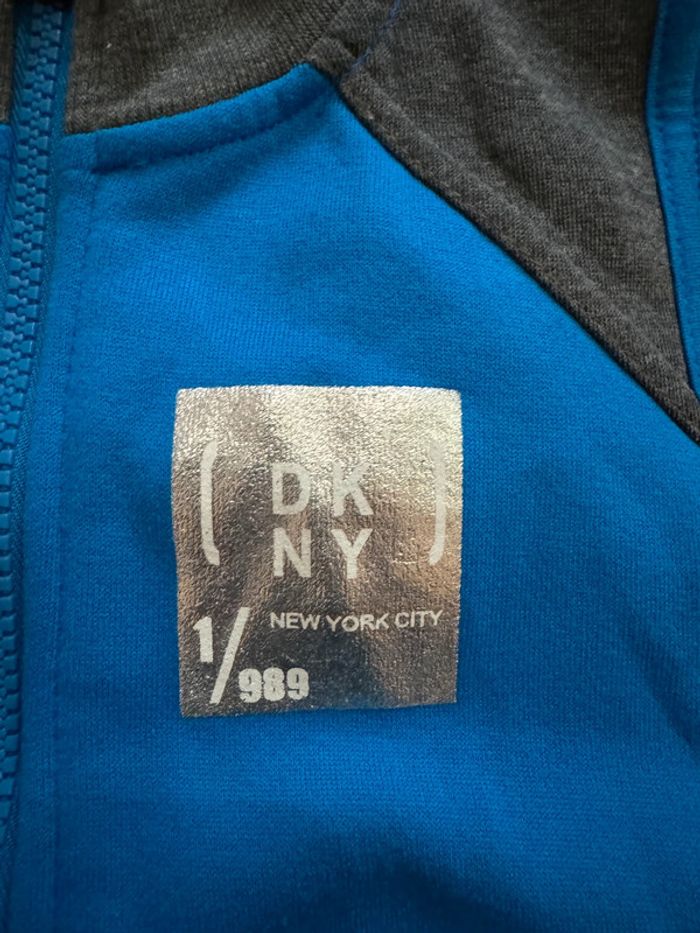 ( DK
NY )
NEW YORK CITY
1/989